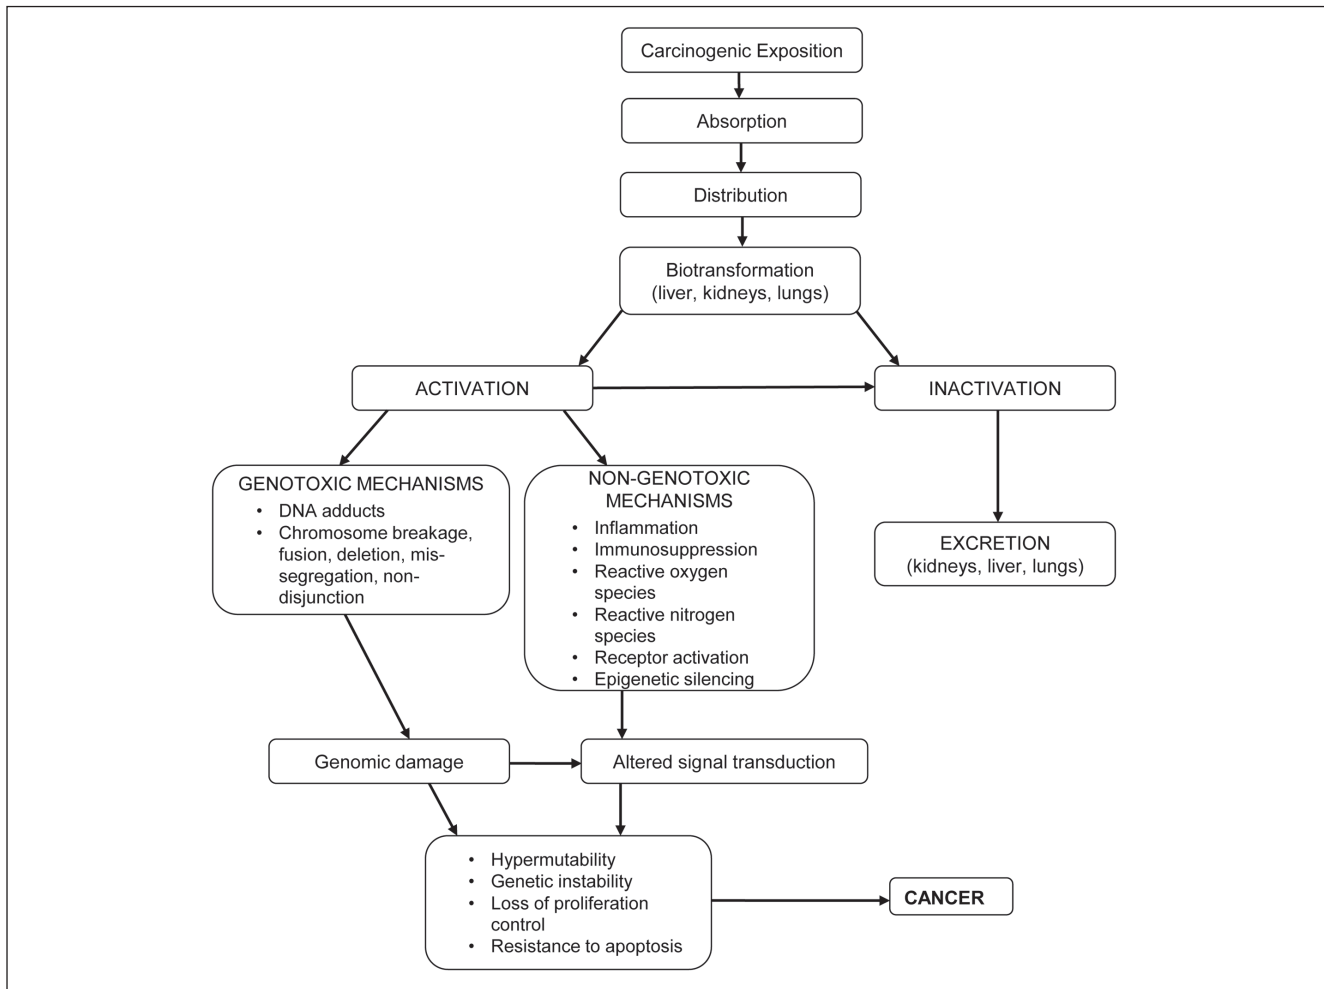 Carcinogenic Exposition
Absorption
Distribution
Biotransformation
(liver, kidneys, lungs)
ACTIVATION
INACTIVATION
GENOTOXIC MECHANISMS
• DNA adducts
• Chromosome breakage,
fusion, deletion, mis-
segregation, non-
disjunction
NON-GENOTOXIC
MECHANISMS
• Inflammation
• Immunosuppression
• Reactive oxygen
species
• Reactive nitrogen
species
• Receptor activation
• Epigenetic silencing
EXCRETION
(kidneys, liver, lungs)
Genomic damage
Altered signal transduction
• Hypermutability
• Genetic instability
• Loss of proliferation
control
• Resistance to apoptosis
CANCER